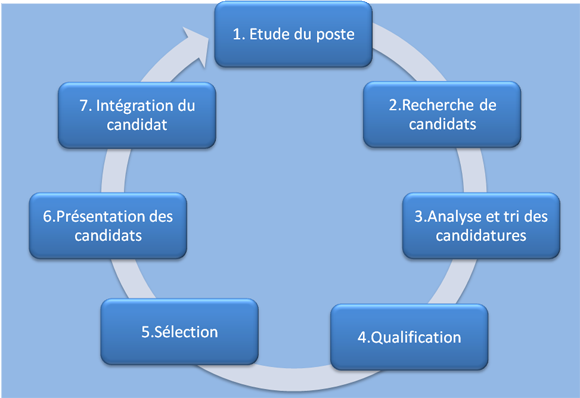 1. Etude du poste
2.Recherche de
candidats
3.Analyse et tri des
candidatures
4.Qualification
5.Sélection
6.Présentation des
candidats
7. Intégration du
candidat